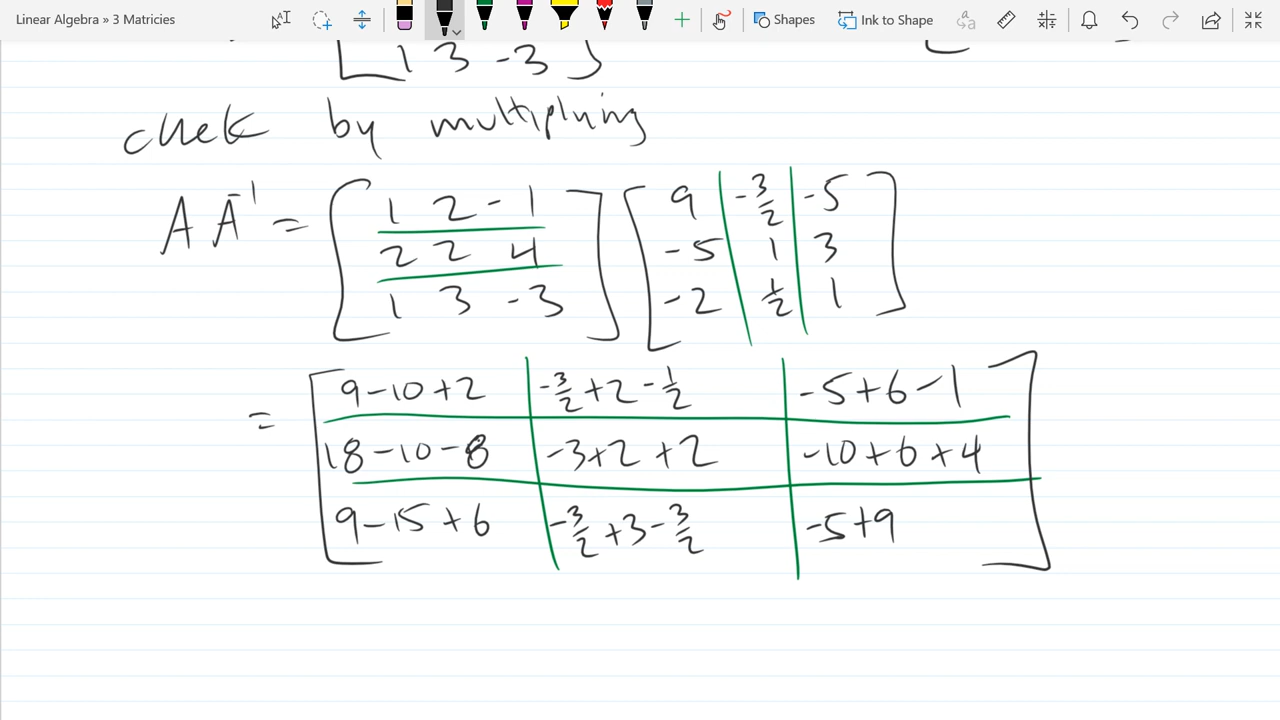 Linear Algebra » 3 Matricies
Shapes
Ink to Shape
[1 3 -3]
chek by multiplying
A A⁻¹ = [1 2 -1 [9 -3/2 -5
2 2 4 -5 1 3
1 3 -3] -2 1/2 1]
= [9-10+2 -3/2+2-1/2 -5+6-1
18-10-8 -3+2+2 -10+6+4
9-15+6 -3/2+3-3/2 -5+9]